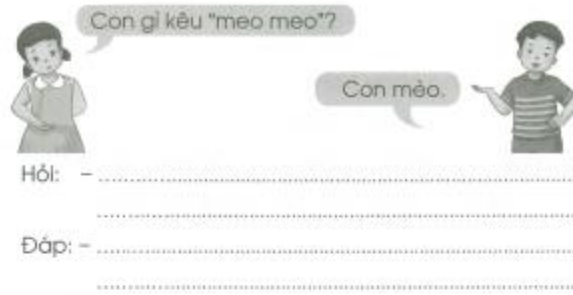 Con gì kêu "meo meo"?
Con mèo.
Hỏi: –
Đáp: –